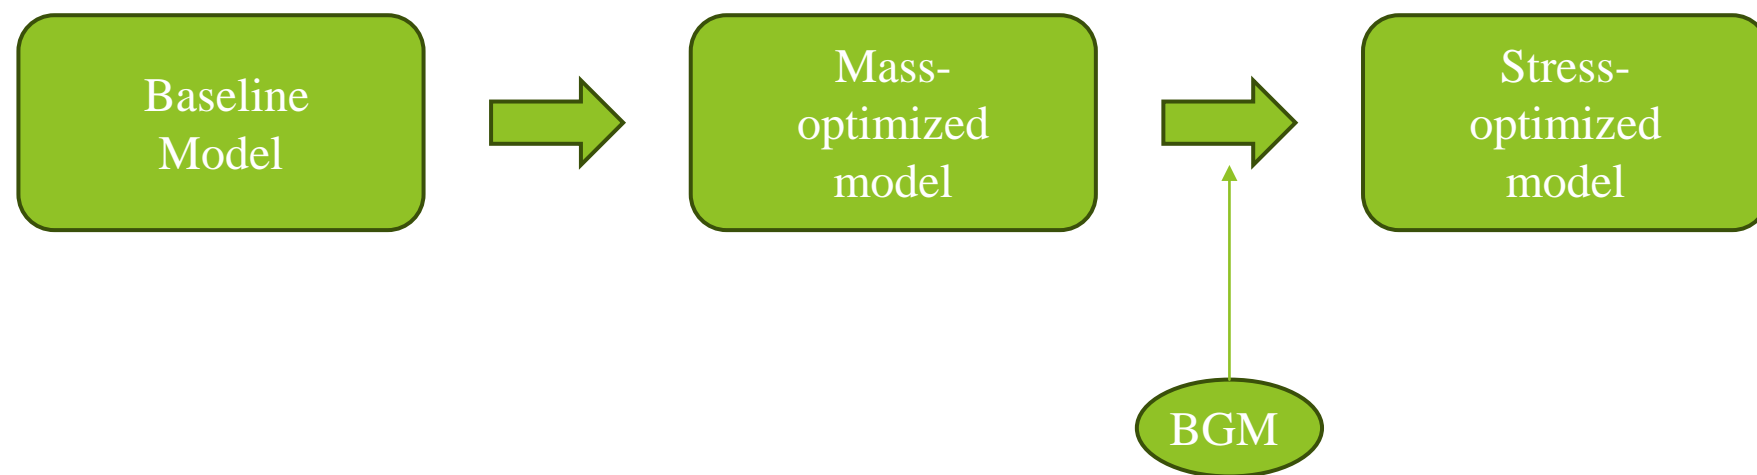 Baseline
Model
Mass-
optimized
model
Stress-
optimized
model
BGM